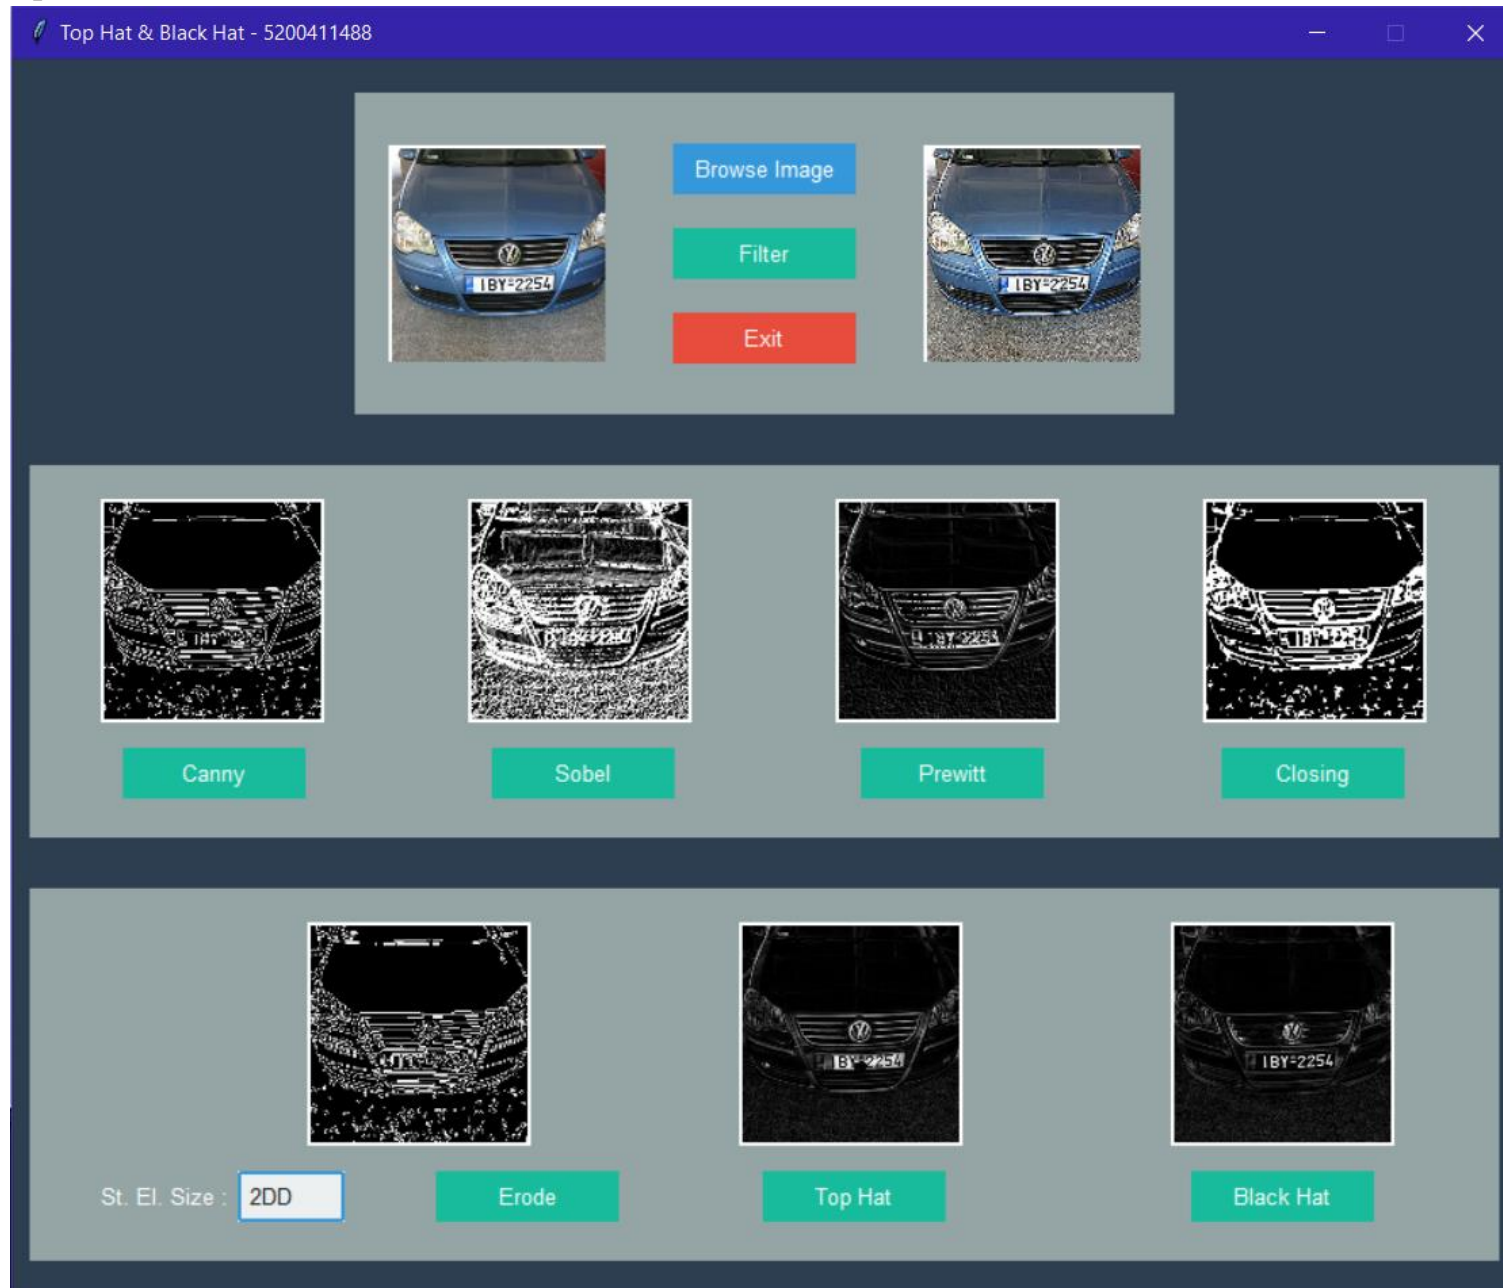 Top Hat & Black Hat - 5200411488
Browse Image
Filter
Exit
IBY-2254
IBY-2254
Canny
Sobel
Prewitt
Closing
IBY-2254
IBY-2254
St. El. Size : 2DD
Erode
Top Hat
Black Hat